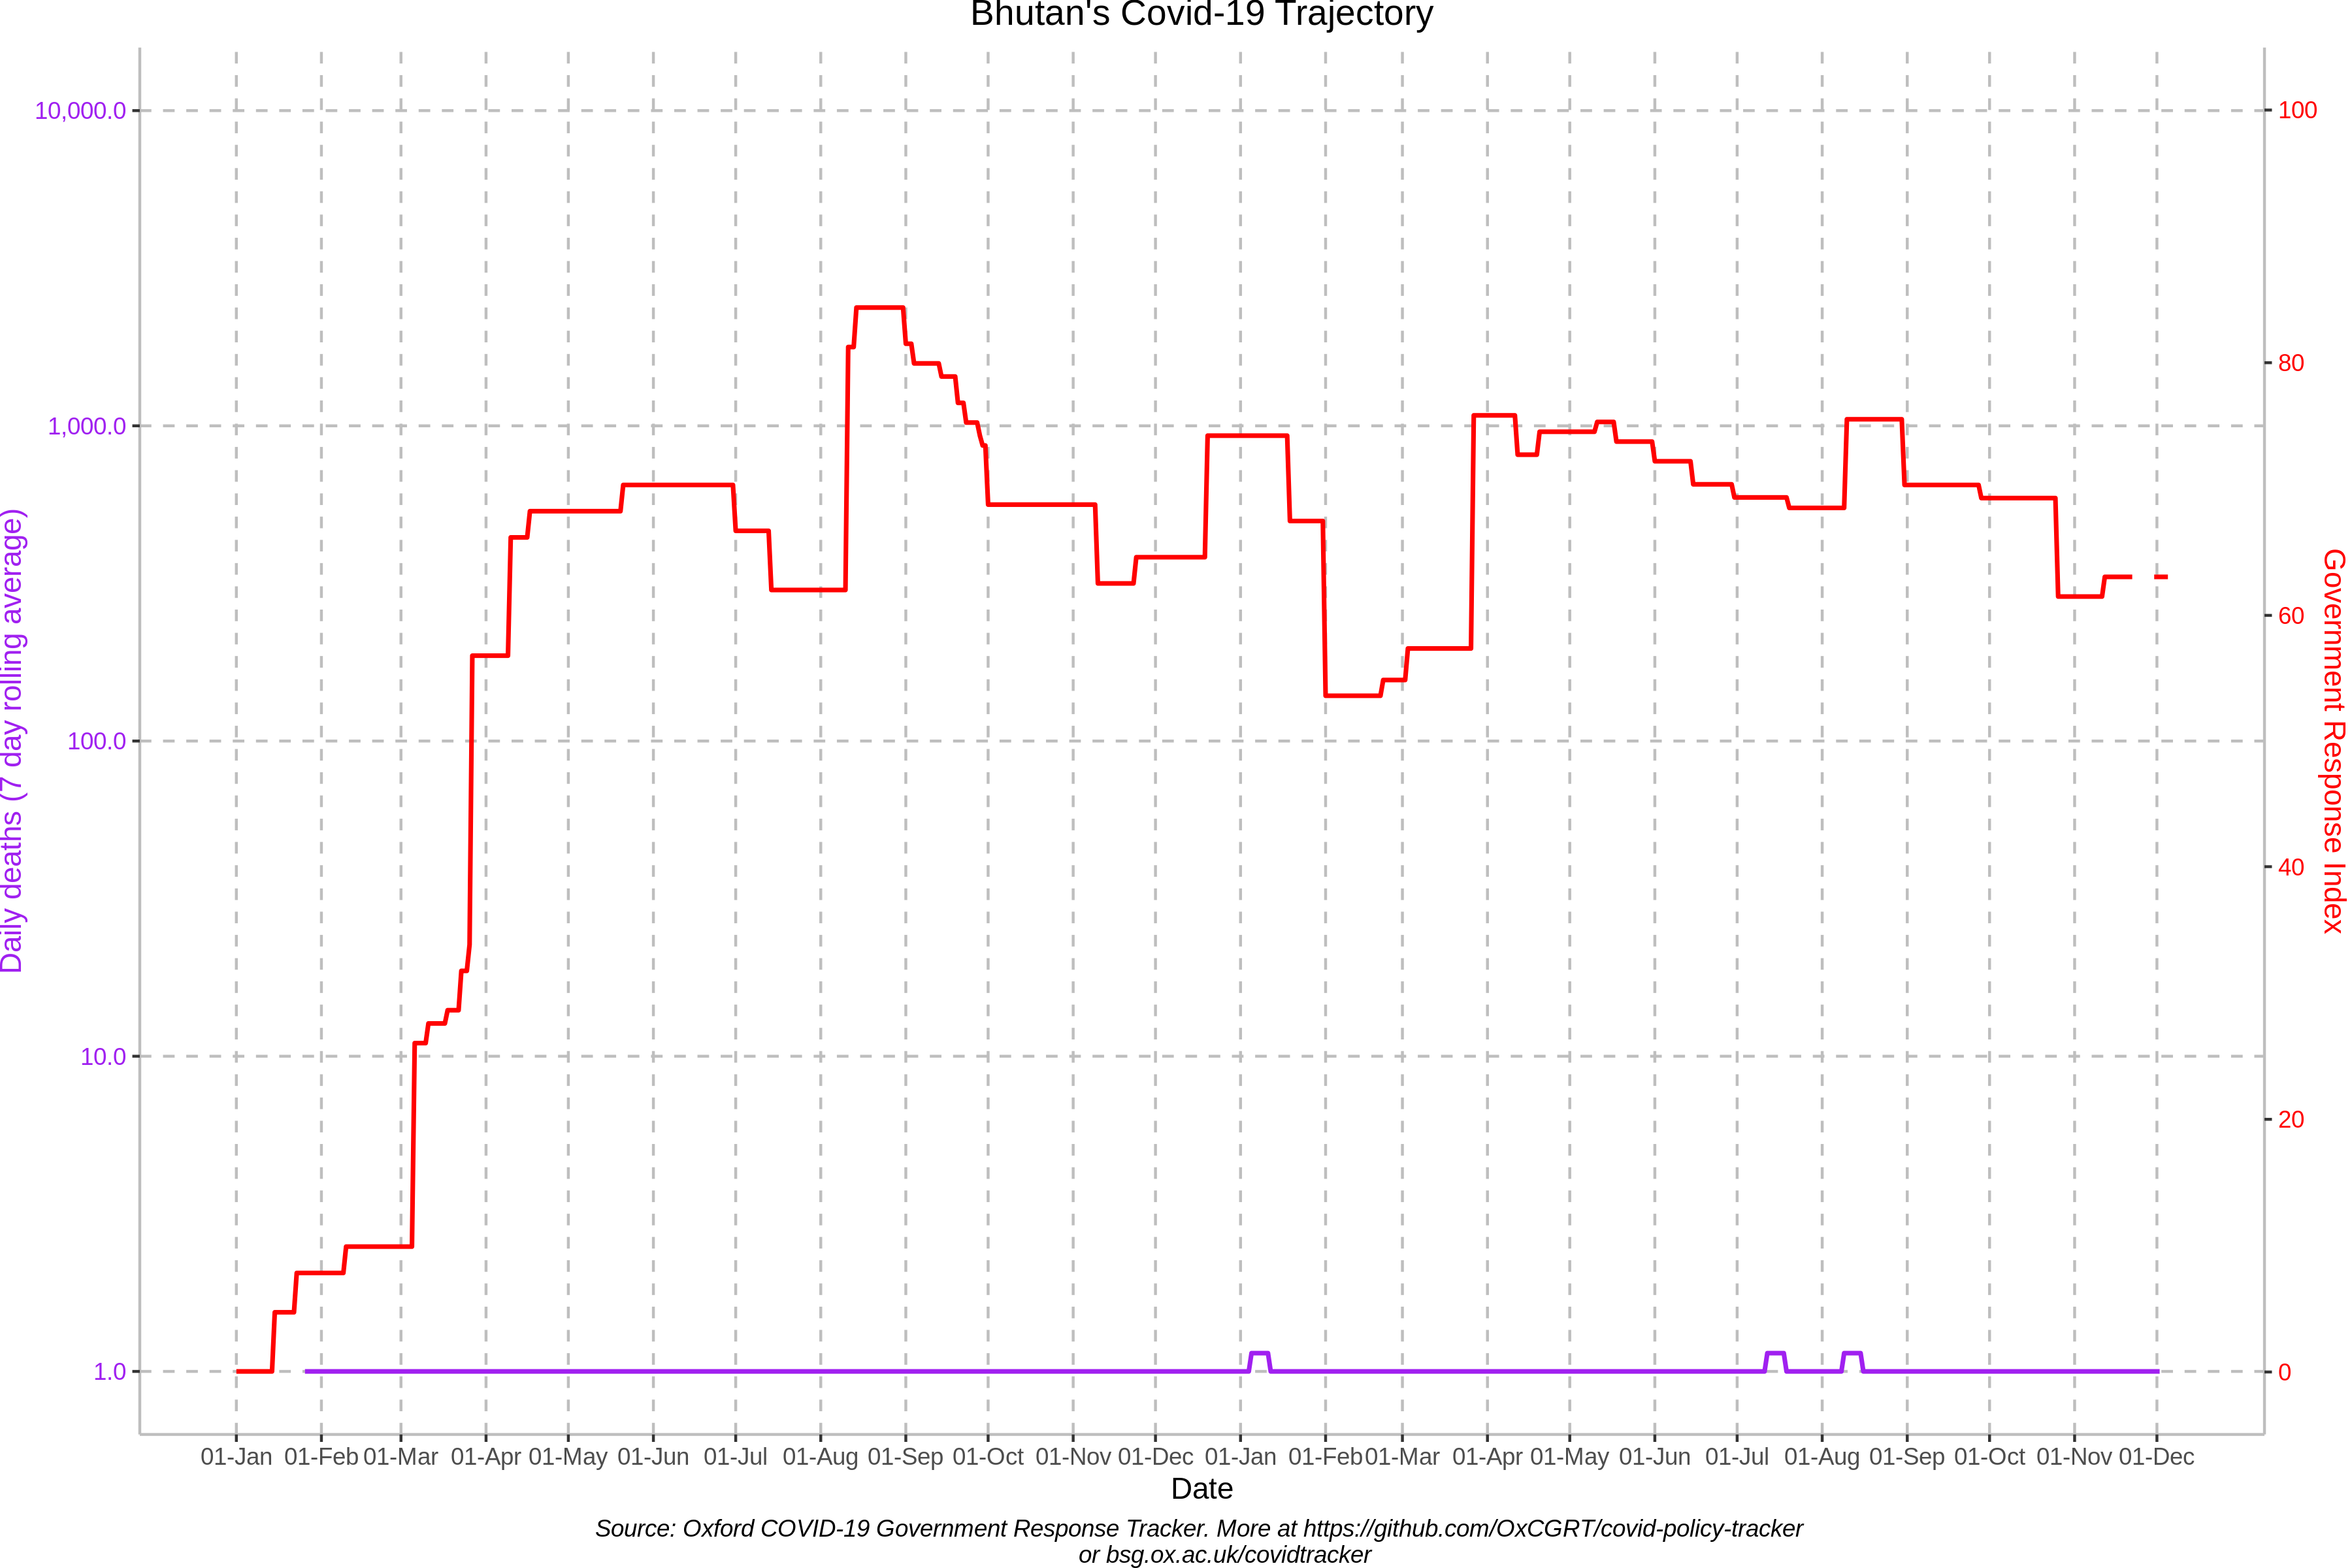 Bhutan's Covid-19 Trajectory
10,000.0
1,000.0
100.0
10.0
1.0
Daily deaths (7 day rolling average)
100
80
60
40
20
0
Government Response Index
01-Jan 01-Feb 01-Mar 01-Apr 01-May 01-Jun 01-Jul 01-Aug 01-Sep 01-Oct 01-Nov 01-Dec 01-Jan 01-Feb 01-Mar 01-Apr 01-May 01-Jun 01-Jul 01-Aug 01-Sep 01-Oct 01-Nov 01-Dec
Date
Source: Oxford COVID-19 Government Response Tracker. More at https://github.com/OxCGRT/covid-policy-tracker
or bsg.ox.ac.uk/covidtracker